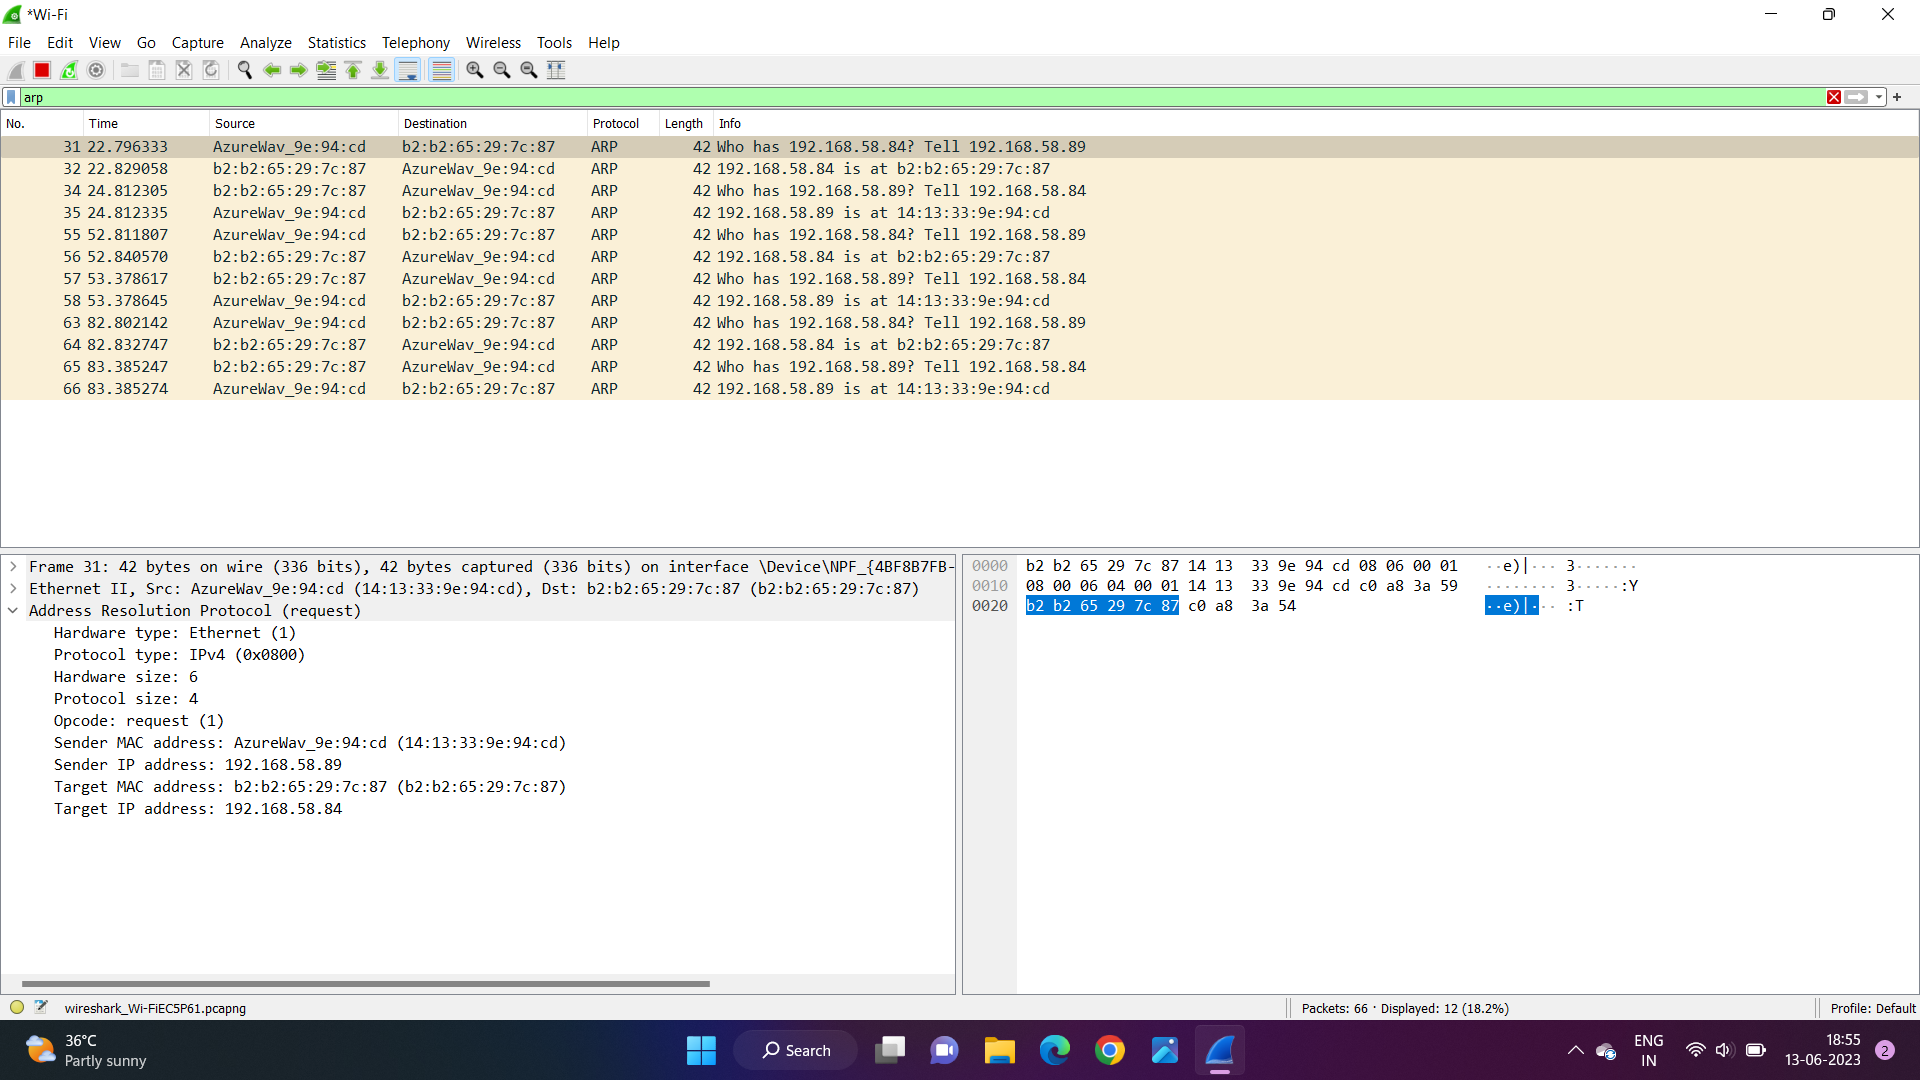 *Wi-Fi
File Edit View Go Capture Analyze Statistics Telephony Wireless Tools Help
arp
No. Time Source Destination Protocol Length Info
31 22.796333 AzureWav_9e:94:cd b2:b2:65:29:7c:87 ARP 42 Who has 192.168.58.84? Tell 192.168.58.89
32 22.829058 b2:b2:65:29:7c:87 AzureWav_9e:94:cd ARP 42 192.168.58.84 is at b2:b2:65:29:7c:87
34 24.812305 b2:b2:65:29:7c:87 AzureWav_9e:94:cd ARP 42 Who has 192.168.58.89? Tell 192.168.58.84
35 24.812335 AzureWav_9e:94:cd b2:b2:65:29:7c:87 ARP 42 192.168.58.89 is at 14:13:33:9e:94:cd
55 52.811807 AzureWav_9e:94:cd b2:b2:65:29:7c:87 ARP 42 Who has 192.168.58.84? Tell 192.168.58.89
56 52.840570 b2:b2:65:29:7c:87 AzureWav_9e:94:cd ARP 42 192.168.58.84 is at b2:b2:65:29:7c:87
57 53.378617 b2:b2:65:29:7c:87 AzureWav_9e:94:cd ARP 42 Who has 192.168.58.89? Tell 192.168.58.84
58 53.378645 AzureWav_9e:94:cd b2:b2:65:29:7c:87 ARP 42 192.168.58.89 is at 14:13:33:9e:94:cd
63 82.802142 AzureWav_9e:94:cd b2:b2:65:29:7c:87 ARP 42 Who has 192.168.58.84? Tell 192.168.58.89
64 82.832747 b2:b2:65:29:7c:87 AzureWav_9e:94:cd ARP 42 192.168.58.84 is at b2:b2:65:29:7c:87
65 83.385247 b2:b2:65:29:7c:87 AzureWav_9e:94:cd ARP 42 Who has 192.168.58.89? Tell 192.168.58.84
66 83.385274 AzureWav_9e:94:cd b2:b2:65:29:7c:87 ARP 42 192.168.58.89 is at 14:13:33:9e:94:cd
Frame 31: 42 bytes on wire (336 bits), 42 bytes captured (336 bits) on interface \Device\NPF_{4BF8B7FB-
Ethernet II, Src: AzureWav_9e:94:cd (14:13:33:9e:94:cd), Dst: b2:b2:65:29:7c:87 (b2:b2:65:29:7c:87)
Address Resolution Protocol (request)
Hardware type: Ethernet (1)
Protocol type: IPv4 (0x0800)
Hardware size: 6
Protocol size: 4
Opcode: request (1)
Sender MAC address: AzureWav_9e:94:cd (14:13:33:9e:94:cd)
Sender IP address: 192.168.58.89
Target MAC address: b2:b2:65:29:7c:87 (b2:b2:65:29:7c:87)
Target IP address: 192.168.58.84
0000 b2 b2 65 29 7c 87 14 13 33 9e 94 cd 08 06 00 01 ··e)|··· 3·······
0010 08 00 06 04 00 01 14 13 33 9e 94 cd c0 a8 3a 59 ········ 3·····:Y
0020 b2 b2 65 29 7c 87 c0 a8 3a 54 ··e)|··· :T
wireshark_Wi-FiEC5P61.pcapng
Packets: 66 · Displayed: 12 (18.2%)
Profile: Default
36°C
Partly sunny
Search
ENG
IN
18:55
13-06-2023
2